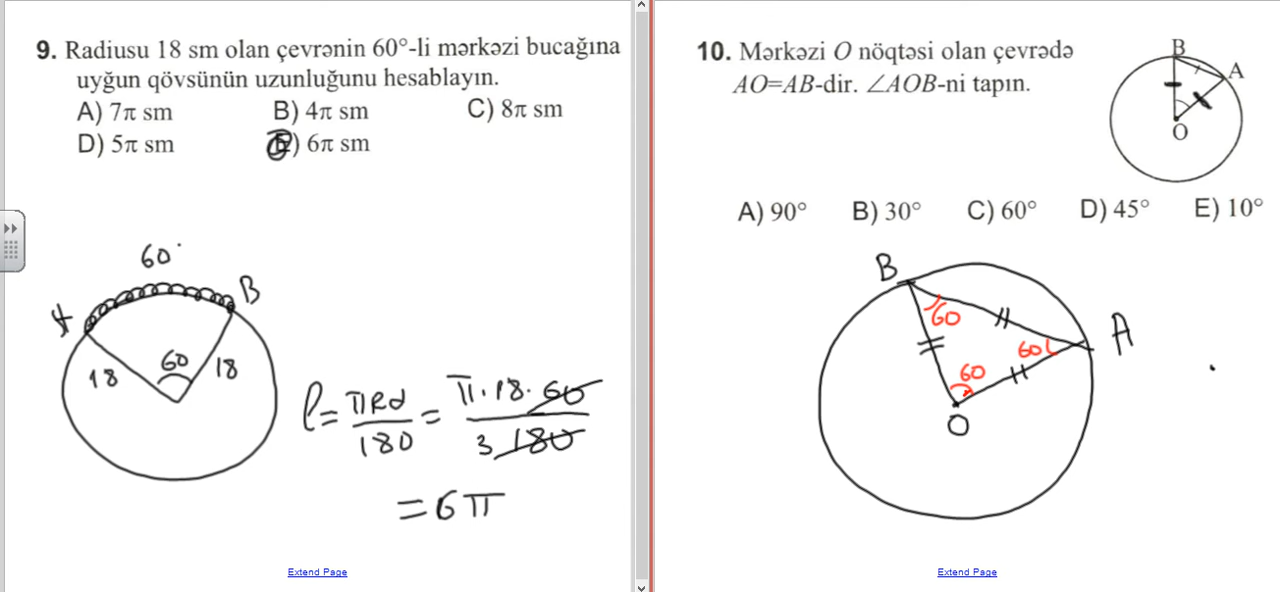 9. Radiusu 18 sm olan çevrənin 60°-li mərkəzi bucağına
uyğun qövsünün uzunluğunu hesablayın.
A) 7π sm B) 4π sm C) 8π sm
D) 5π sm E) 6π sm
60°
A B
60
18 18
l = πRα/180 = π·18·60/180 3
= 6π
Extend Page
10. Mərkəzi O nöqtəsi olan çevrədə
AO=AB-dir. ∠AOB-ni tapın.
B
A
O
A) 90° B) 30° C) 60° D) 45° E) 10°
B
60
A
60
60
O
Extend Page